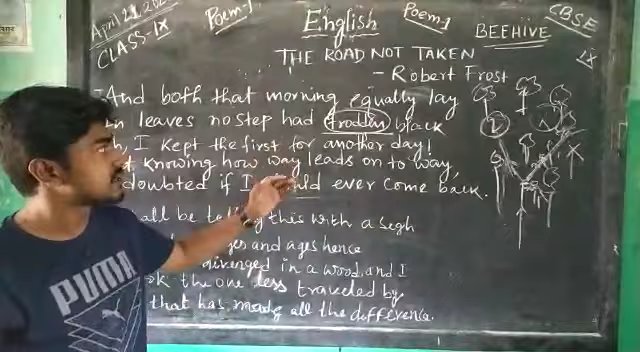 April 21, 202
Poem-1
English
Poem-1
CBSE
CLASS-IX
BEEHIVE
IX
THE ROAD NOT TAKEN
- Robert Frost
And both that morning equally lay
in leaves no step had trodden black
h, I kept the first for another day!
t knowing how way leads on to way,
doubted if I should ever come back.
all be telling this with a segh
ges and ages hence
diverged in a wood, and I
k the one less traveled by,
that has made all the difference.
PUMA